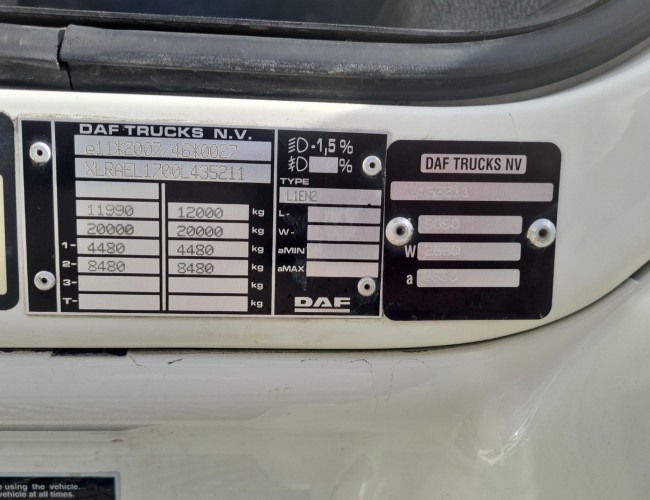 DAF TRUCKS N.V.
e11*2007/46*0027
XLRAEL1700L435211
11990 12000 kg
20000 20000 kg
1- 4480 4480 kg
2- 8480 8480 kg
3- kg
T- kg
-1,5 %
%
TYPE
L1EN2
L-
W-
aMIN
aMAX
DAF
DAF TRUCKS NV
W
a
using the vehicle.
vehicle at all times.